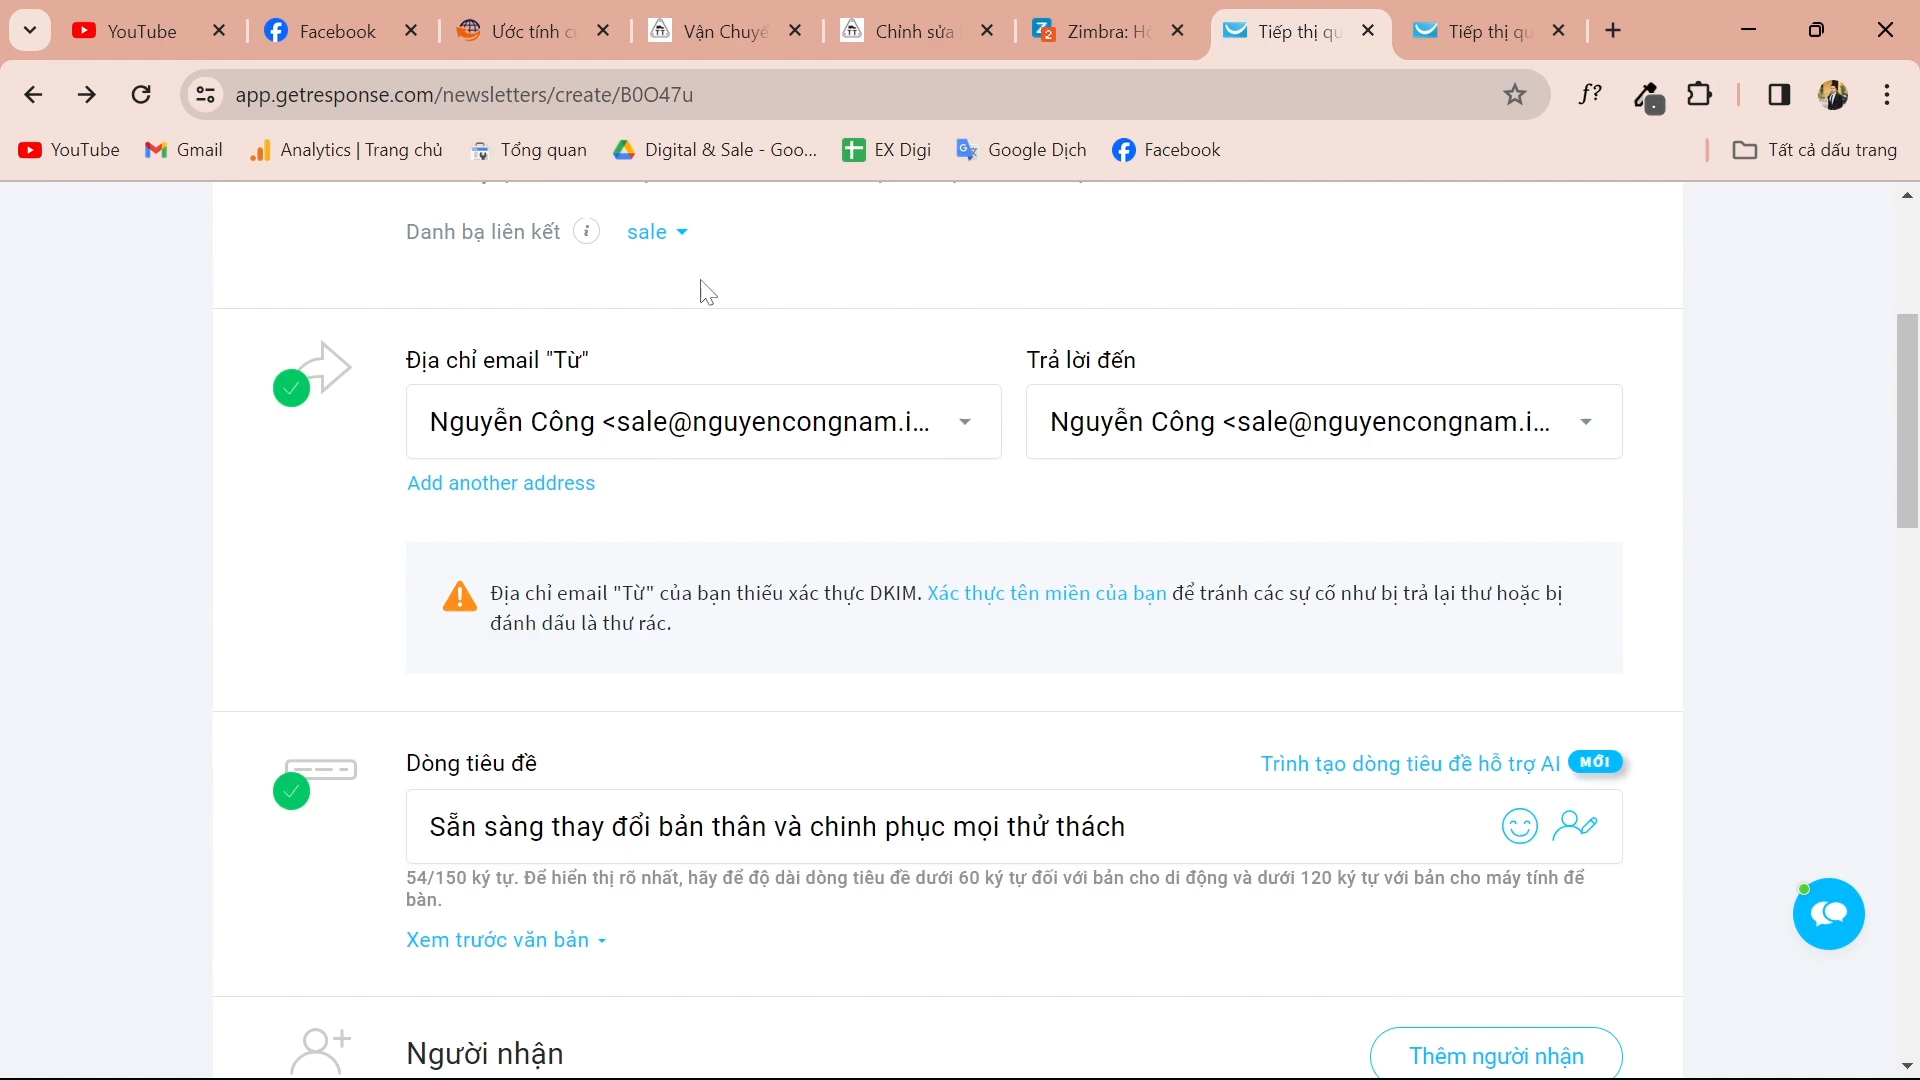 YouTube
Facebook
Ước tính cu
Vận Chuyể
Chỉnh sửa
Zimbra: Hộ
Tiếp thị qu
Tiếp thị qu
app.getresponse.com/newsletters/create/B0O47u
f?
YouTube
Gmail
Analytics | Trang chủ
Tổng quan
Digital & Sale - Goo...
EX Digi
Google Dịch
Facebook
Tất cả dấu trang
Danh bạ liên kết
i
sale
Địa chỉ email "Từ"
Trả lời đến
Nguyễn Công <sale@nguyencongnam.i...
Nguyễn Công <sale@nguyencongnam.i...
Add another address
Địa chỉ email "Từ" của bạn thiếu xác thực DKIM. Xác thực tên miền của bạn để tránh các sự cố như bị trả lại thư hoặc bị
đánh dấu là thư rác.
Dòng tiêu đề
Trình tạo dòng tiêu đề hỗ trợ AI MỚI
Sẵn sàng thay đổi bản thân và chinh phục mọi thử thách
54/150 ký tự. Để hiển thị rõ nhất, hãy để độ dài dòng tiêu đề dưới 60 ký tự đối với bản cho di động và dưới 120 ký tự với bản cho máy tính để
bàn.
Xem trước văn bản
Người nhận
Thêm người nhận